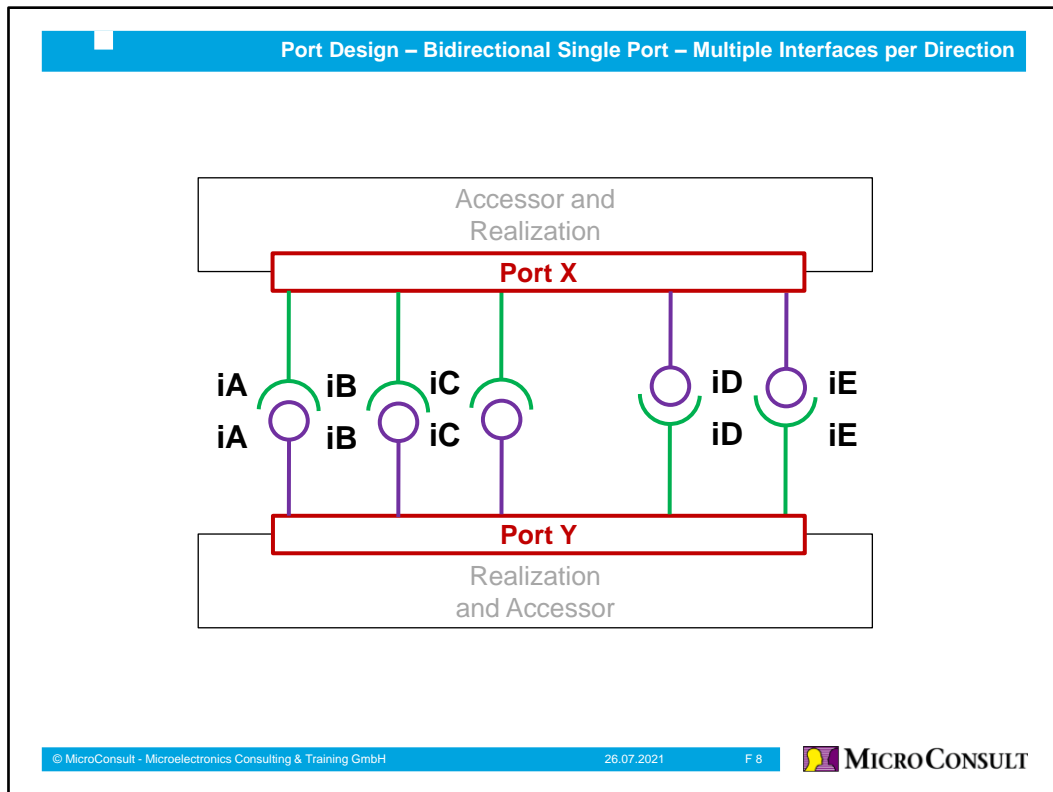 Port Design – Bidirectional Single Port – Multiple Interfaces per Direction
Accessor and
Realization
Port X
iA iB iC iD iE
iA iB iC iD iE
Port Y
Realization
and Accessor
© MicroConsult - Microelectronics Consulting & Training GmbH 26.07.2021 F 8 MICROCONSULT